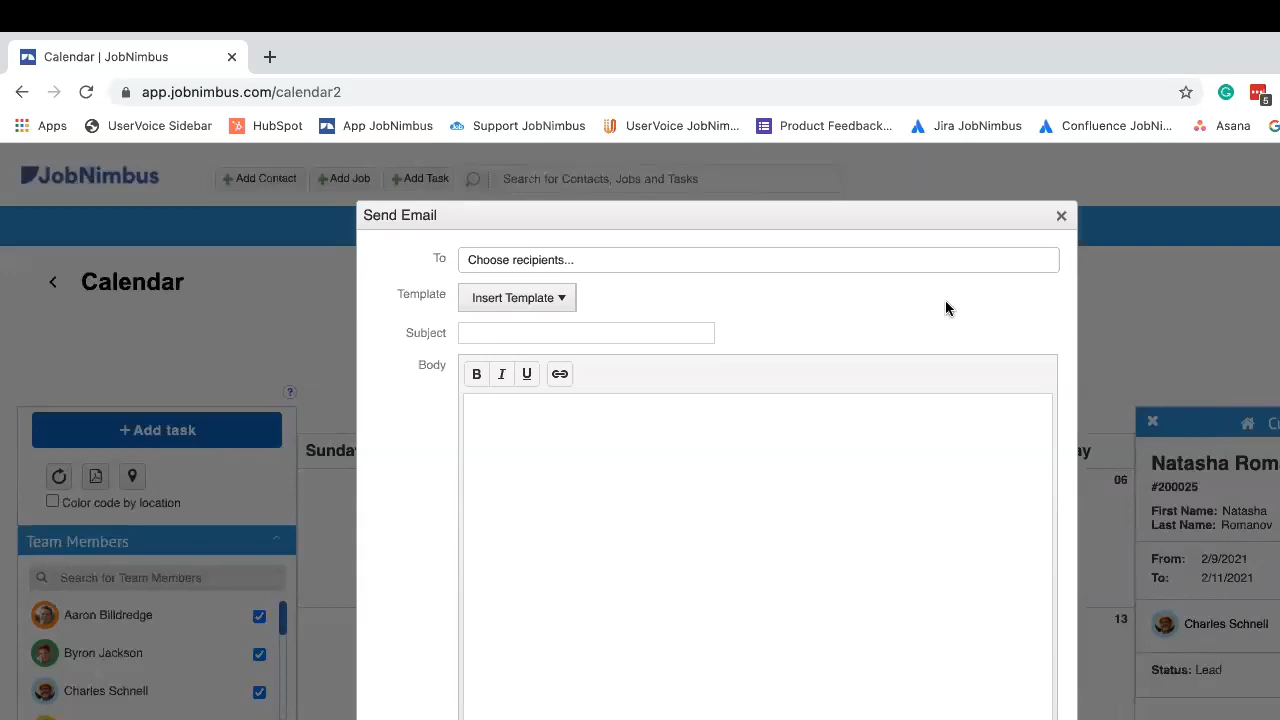 Calendar | JobNimbus
app.jobnimbus.com/calendar2
5
Apps UserVoice Sidebar HubSpot App JobNimbus Support JobNimbus UserVoice JobNim... Product Feedback... Jira JobNimbus Confluence JobNi... Asana
JobNimbus
+Add Contact +Add Job +Add Task Search for Contacts, Jobs and Tasks
Send Email
To Choose recipients...
Template Insert Template
Subject
Body
B I U
Calendar
?
+Add task
Color code by location
Team Members
Search for Team Members
Aaron Billdredge
Byron Jackson
Charles Schnell
Sunda
ay
06
13
Natasha Rom
#200025
First Name: Natasha
Last Name: Romanov
From: 2/9/2021
To: 2/11/2021
Charles Schnell
Status: Lead